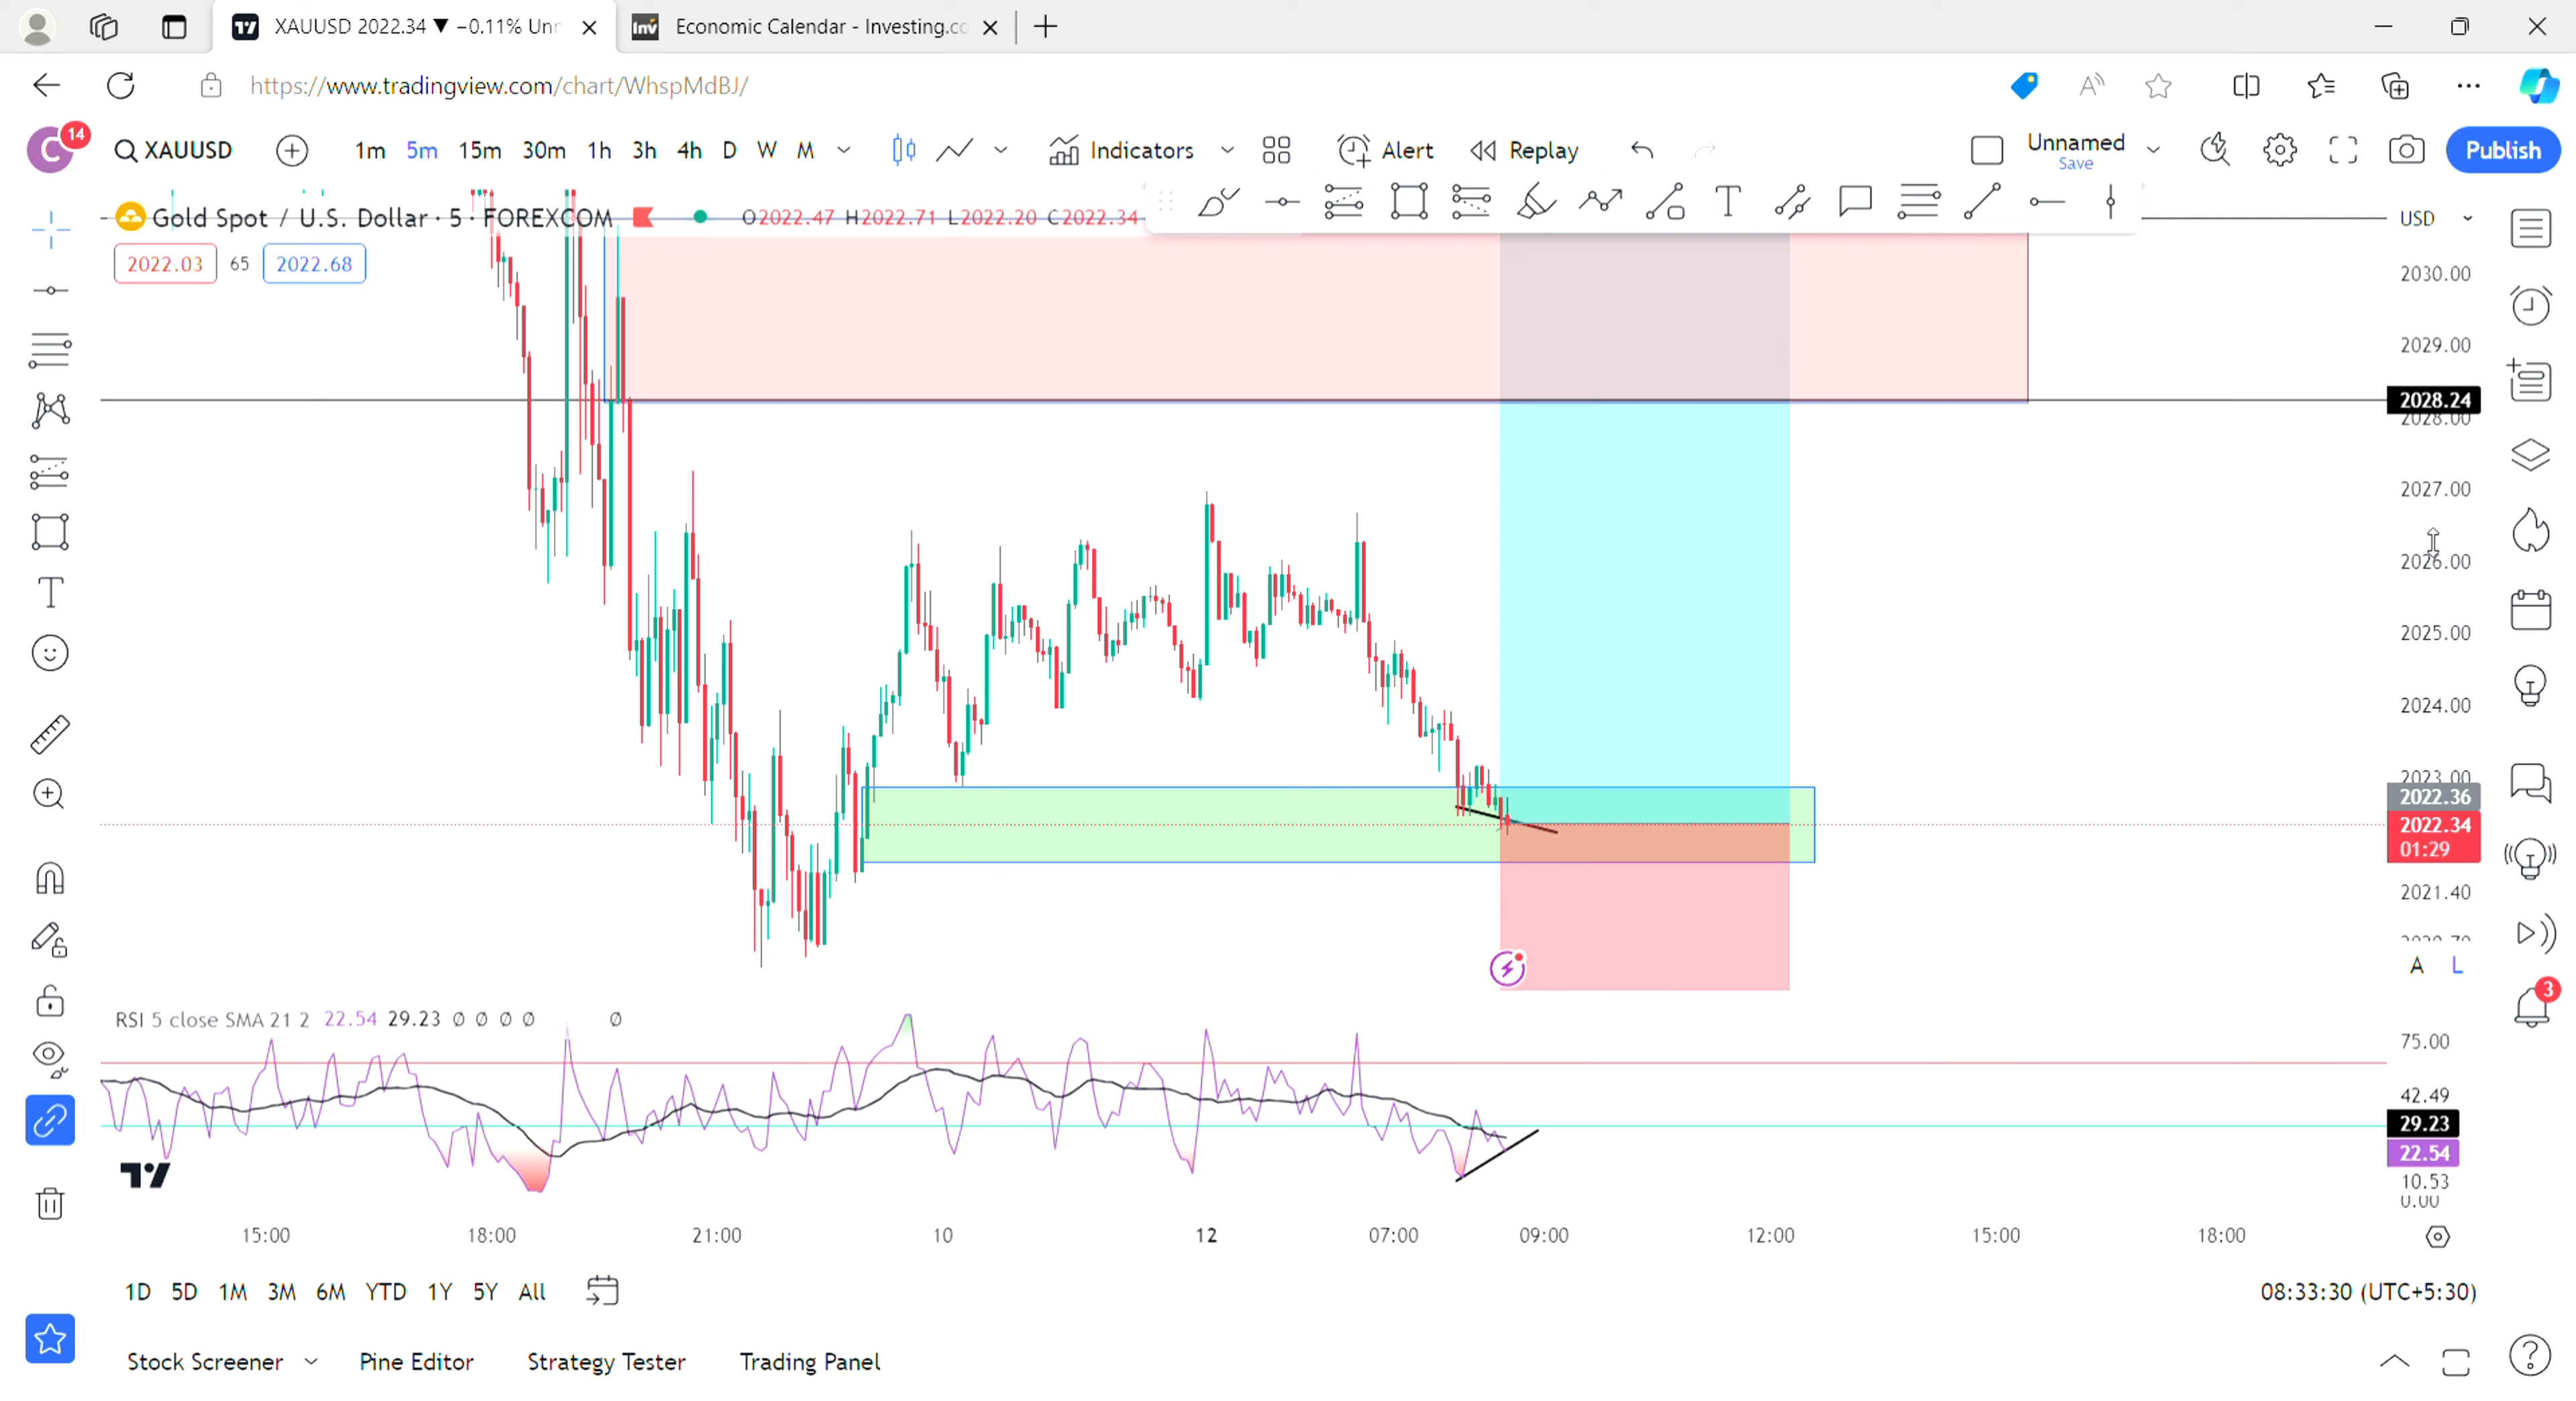 XAUUSD 2022.34 ▼ −0.11% Unr
Economic Calendar - Investing.co
https://www.tradingview.com/chart/WhspMdBJ/
C 14
XAUUSD 1m 5m 15m 30m 1h 3h 4h D W M Indicators Alert Replay Unnamed Save Publish
Gold Spot / U.S. Dollar · 5 · FOREXCOM O2022.47 H2022.71 L2022.20 C2022.34
USD
2022.03 65 2022.68
2030.00
2029.00
2028.24
2028.00
2027.00
2026.00
2025.00
2024.00
2023.00
2022.36
2022.34
01:29
2021.40
A L
3
RSI 5 close SMA 21 2 22.54 29.23 Ø Ø Ø Ø Ø
75.00
42.49
29.23
22.54
10.53
0.00
15:00 18:00 21:00 10 12 07:00 09:00 12:00 15:00 18:00
1D 5D 1M 3M 6M YTD 1Y 5Y All
08:33:30 (UTC+5:30)
Stock Screener Pine Editor Strategy Tester Trading Panel